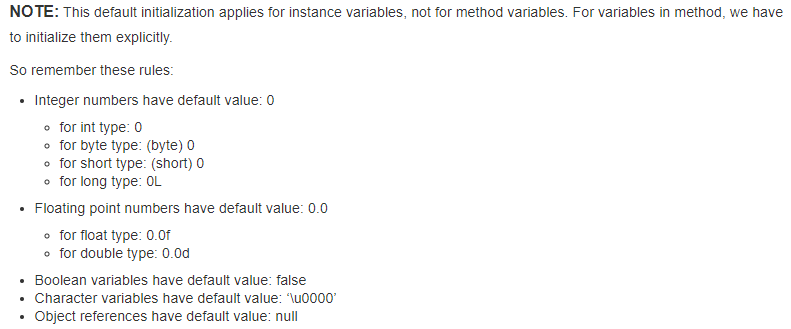 NOTE: This default initialization applies for instance variables, not for method variables. For variables in method, we have
to initialize them explicitly.
So remember these rules:
• Integer numbers have default value: 0
◦ for int type: 0
◦ for byte type: (byte) 0
◦ for short type: (short) 0
◦ for long type: 0L
• Floating point numbers have default value: 0.0
◦ for float type: 0.0f
◦ for double type: 0.0d
• Boolean variables have default value: false
• Character variables have default value: ‘\u0000’
• Object references have default value: null